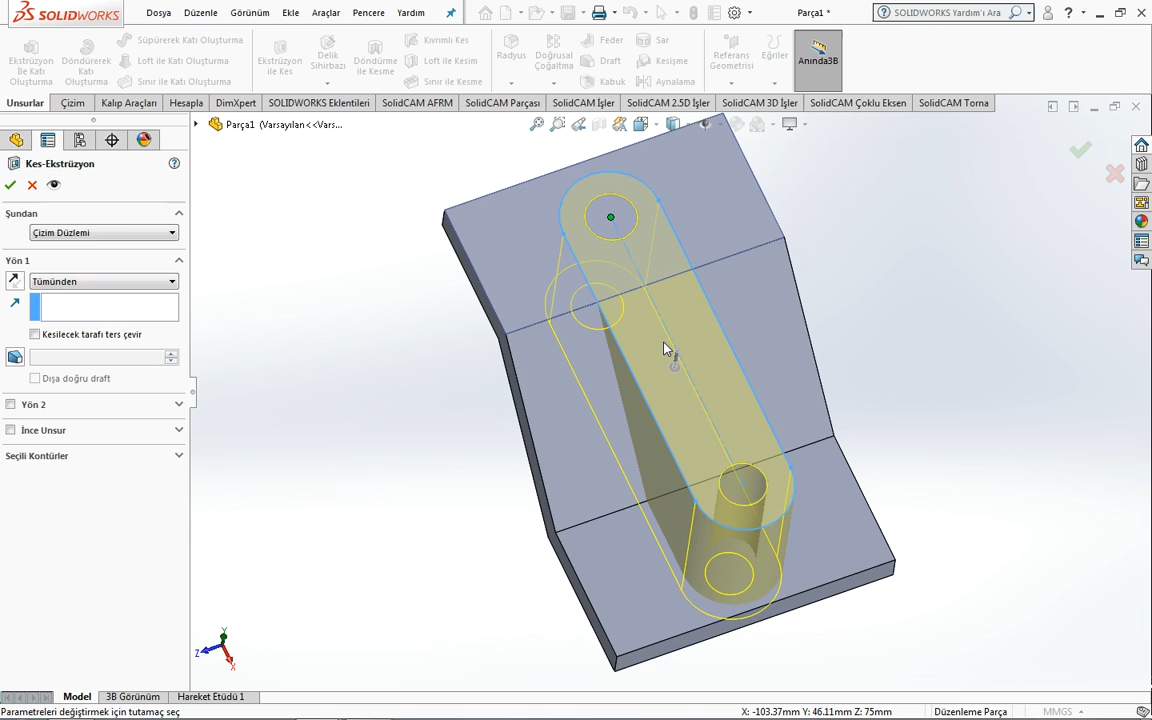 SOLIDWORKS Dosya Düzenle Görünüm Ekle Araçlar Pencere Yardım Parça1 * SOLIDWORKS Yardım'ı Ara
Ekstrüzyon İle Katı Oluşturma
Döndürerek Katı Oluşturma
Süpürerek Katı Oluşturma
Loft ile Katı Oluşturma
Sınır ile Katı Oluşturma
Ekstrüzyon ile Kes
Delik Sihirbazı
Döndürme ile Kesme
Kıvrımlı Kes
Loft ile Kesim
Sınır ile Kesme
Radyus
Doğrusal Çoğaltma
Feder
Draft
Kabuk
Sar
Kesişme
Aynalama
Referans Geometrisi
Eğriler
Anında3B
Unsurlar Çizim Kalıp Araçları Hesapla DimXpert SOLIDWORKS Eklentileri SolidCAM AFRM SolidCAM Parçası SolidCAM İşler SolidCAM 2.5D İşler SolidCAM 3D İşler SolidCAM Çoklu Eksen SolidCAM Torna
Parça1 (Varsayılan<<Vars...
Kes-Ekstrüzyon
Şundan
Çizim Düzlemi
Yön 1
Tümünden
Kesilecek tarafı ters çevir
Dışa doğru draft
Yön 2
İnce Unsur
Seçili Kontürler
Y
Z
X
Model 3B Görünüm Hareket Etüdü 1
Parametreleri değiştirmek için tutamaç seç X: -103.37mm Y: 46.11mm Z: 75mm Düzenleme Parça MMGS